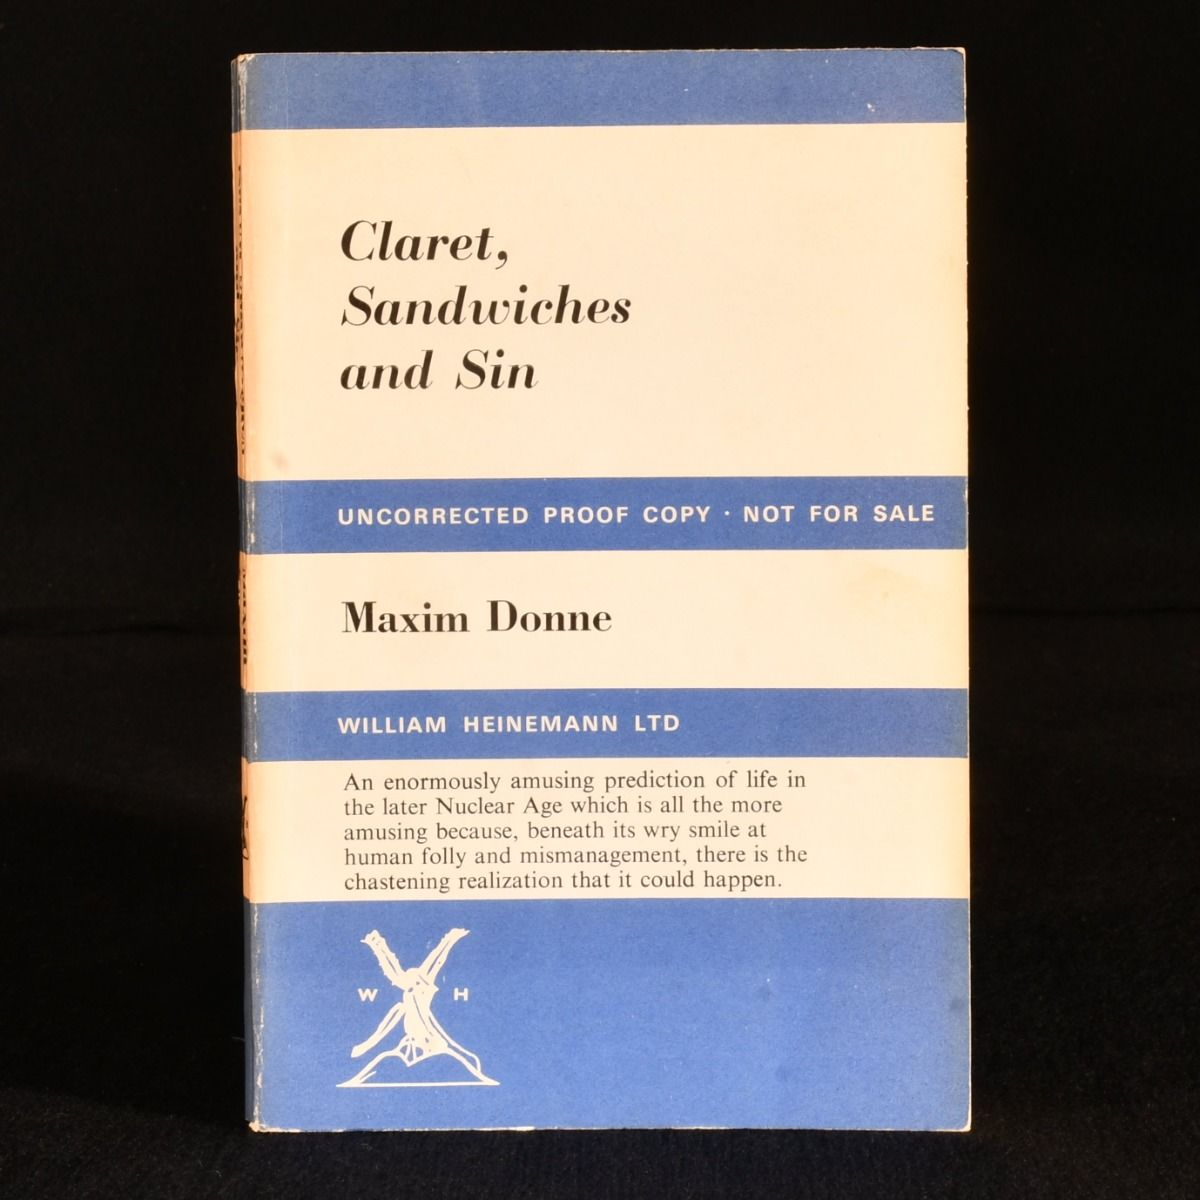 Claret,
Sandwiches
and Sin
UNCORRECTED PROOF COPY · NOT FOR SALE
Maxim Donne
WILLIAM HEINEMANN LTD
An enormously amusing prediction of life in
the later Nuclear Age which is all the more
amusing because, beneath its wry smile at
human folly and mismanagement, there is the
chastening realization that it could happen.
W H